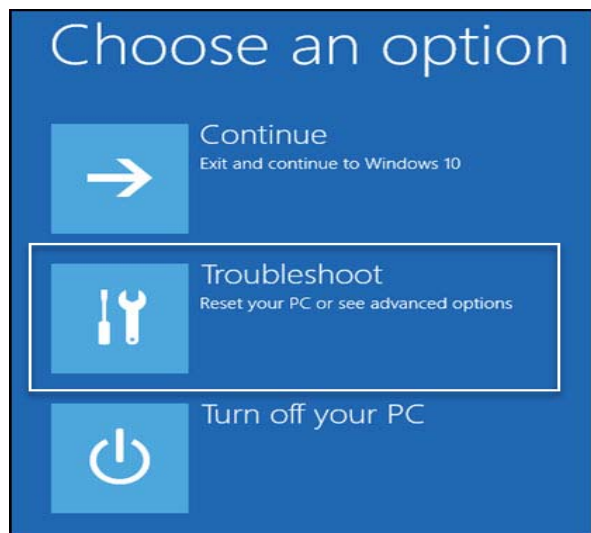 Choose an option
Continue
Exit and continue to Windows 10
Troubleshoot
Reset your PC or see advanced options
Turn off your PC